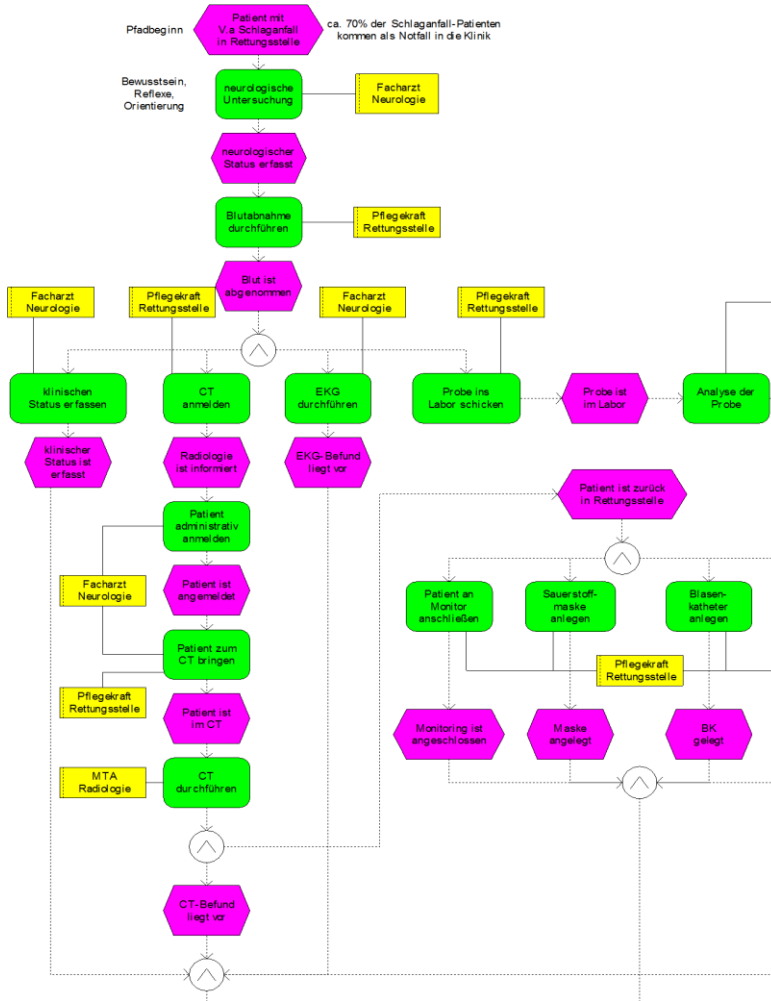 Pfadbeginn
Patient mit
V.a Schlaganfall
in Rettungsstelle
ca. 70% der Schlaganfall-Patienten
kommen als Notfall in die Klinik
Bewusstsein,
Reflexe,
Orientierung
neurologische
Untersuchung
Facharzt
Neurologie
neurologischer
Status erfasst
Blutabnahme
durchführen
Pflegekraft
Rettungsstelle
Blut ist
abgenommen
Facharzt
Neurologie
Pflegekraft
Rettungsstelle
Facharzt
Neurologie
Pflegekraft
Rettungsstelle
klinischen
Status erfassen
CT
anmelden
EKG
durchführen
Probe ins
Labor schicken
Probe ist
im Labor
Analyse der
Probe
klinischer
Status ist
erfasst
Radiologie
ist informiert
EKG-Befund
liegt vor
Patient ist zurück
in Rettungsstelle
Patient
administrativ
anmelden
Facharzt
Neurologie
Patient ist
angemeldet
Patient an
Monitor
anschließen
Sauerstoff-
maske
anlegen
Blasen-
katheter
anlegen
Patient zum
CT bringen
Pflegekraft
Rettungsstelle
Pflegekraft
Rettungsstelle
Patient ist
im CT
Monitoring ist
angeschlossen
Maske
angelegt
BK
gelegt
MTA
Radiologie
CT
durchführen
CT-Befund
liegt vor